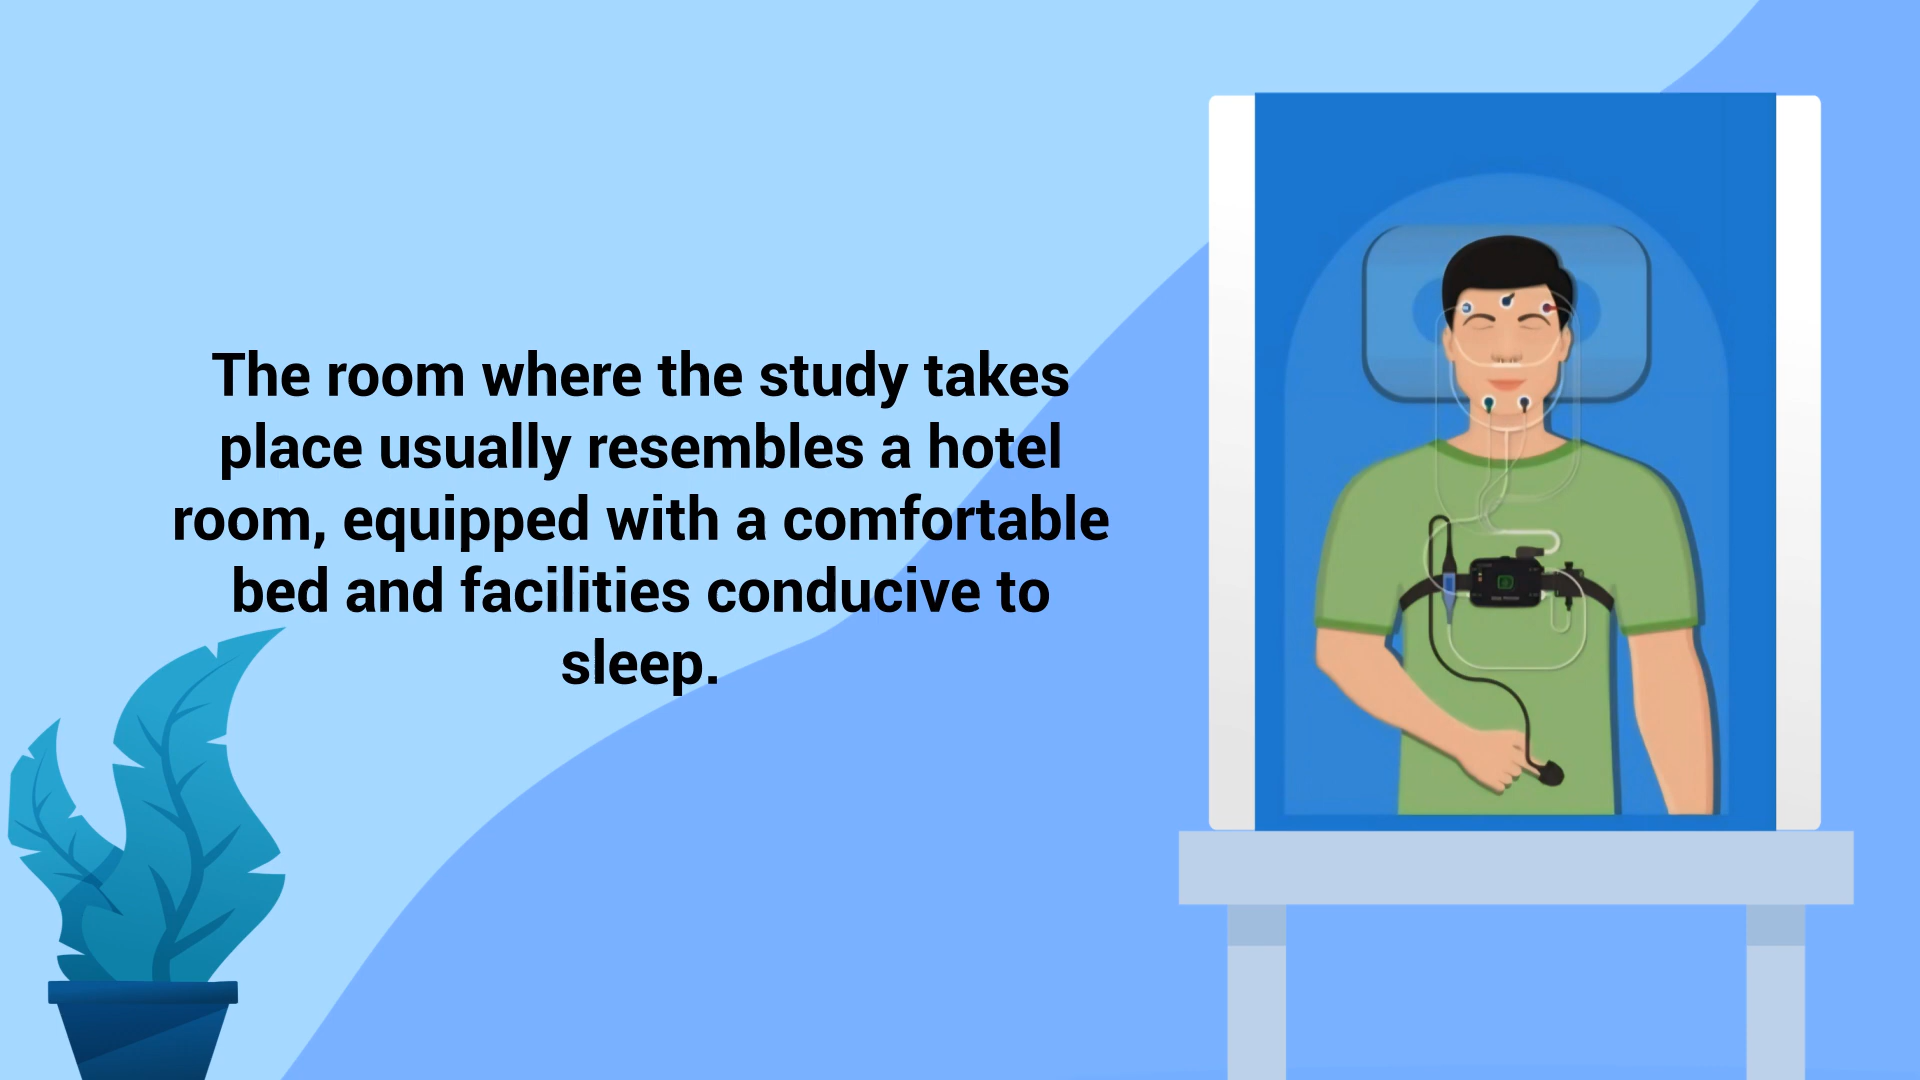 The room where the study takes
place usually resembles a hotel
room, equipped with a comfortable
bed and facilities conducive to
sleep.